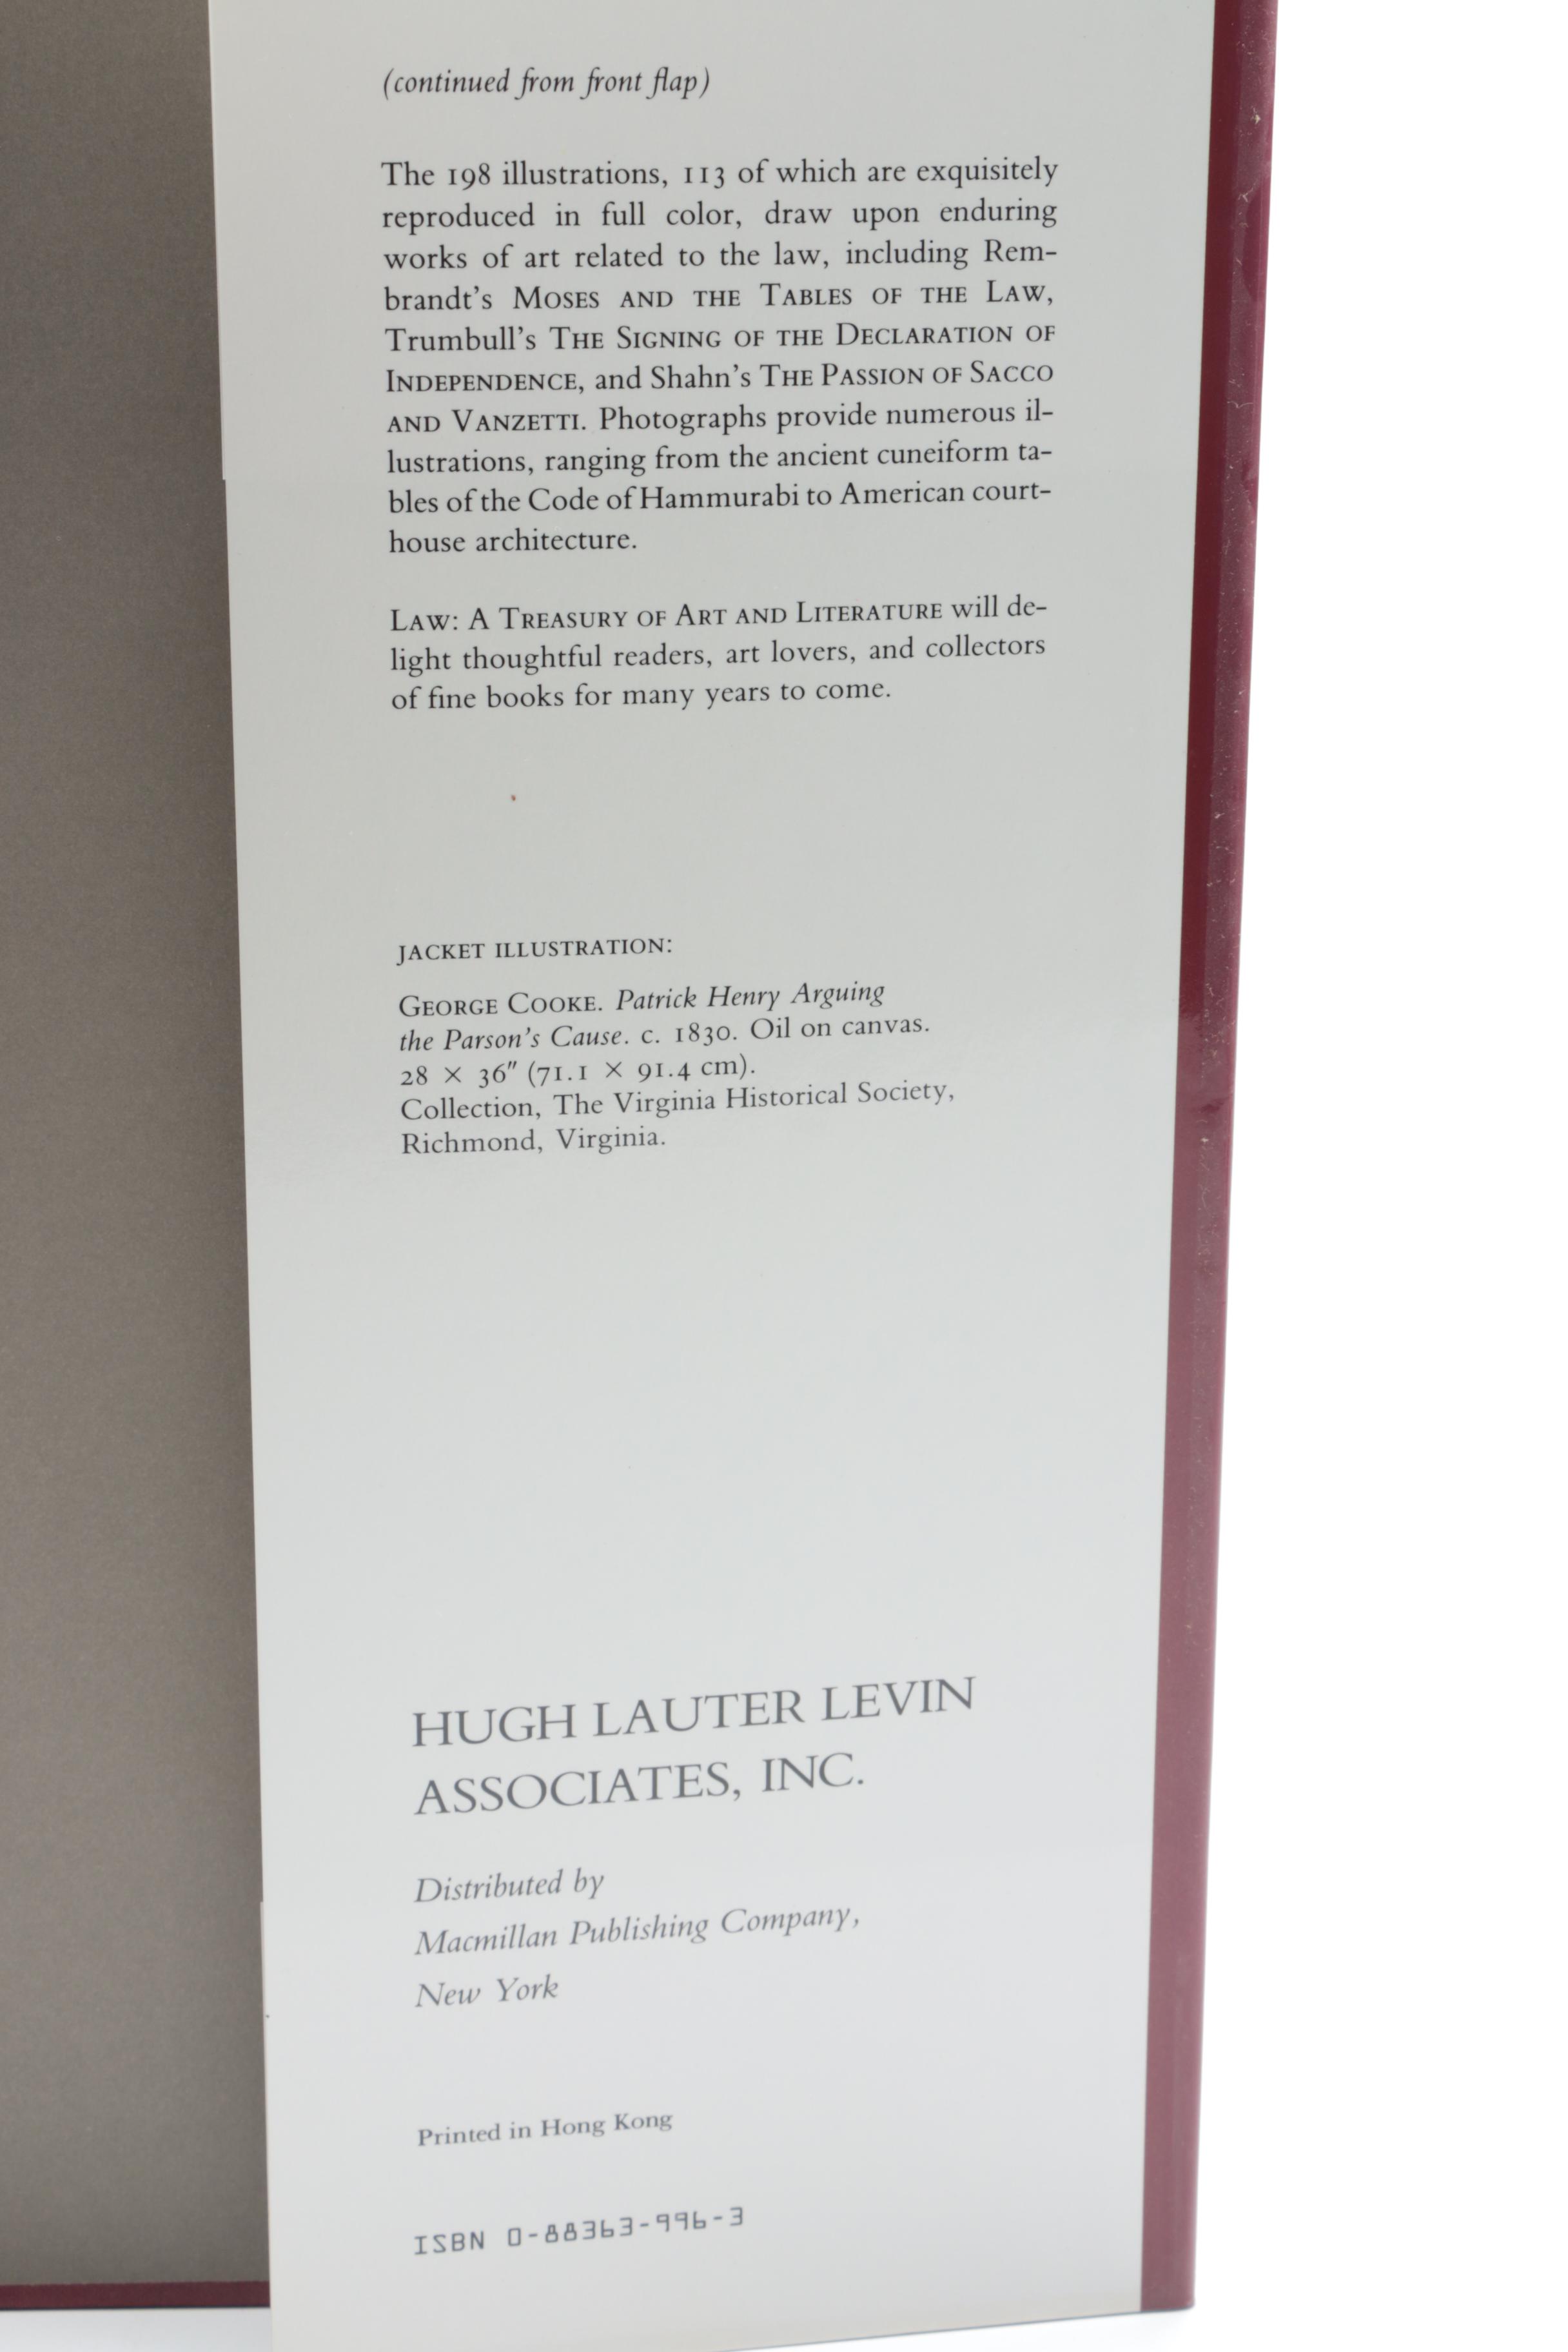 (continued from front flap)
The 198 illustrations, 113 of which are exquisitely
reproduced in full color, draw upon enduring
works of art related to the law, including Rem-
brandt's MOSES AND THE TABLES OF THE LAW,
Trumbull's THE SIGNING OF THE DECLARATION OF
INDEPENDENCE, and Shahn's THE PASSION OF SACCO
AND VANZETTI. Photographs provide numerous il-
lustrations, ranging from the ancient cuneiform ta-
bles of the Code of Hammurabi to American court-
house architecture.
LAW: A TREASURY OF ART AND LITERATURE will de-
light thoughtful readers, art lovers, and collectors
of fine books for many years to come.
JACKET ILLUSTRATION:
GEORGE COOKE. Patrick Henry Arguing
the Parson's Cause. c. 1830. Oil on canvas.
28 × 36″ (71.1 × 91.4 cm).
Collection, The Virginia Historical Society,
Richmond, Virginia.
HUGH LAUTER LEVIN
ASSOCIATES, INC.
Distributed by
Macmillan Publishing Company,
New York
Printed in Hong Kong
ISBN 0-88363-996-3